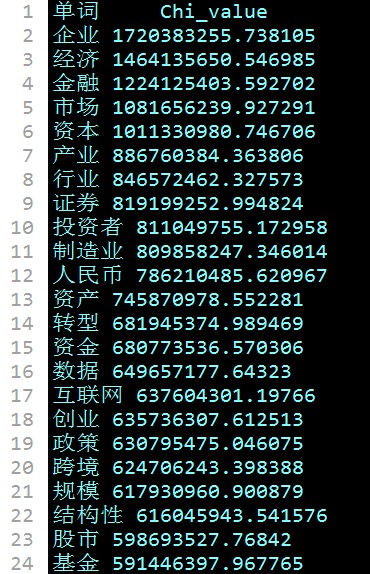 1 单词 Chi_value
2 企业 1720383255.738105
3 经济 1464135650.546985
4 金融 1224125403.592702
5 市场 1081656239.927291
6 资本 1011330980.746706
7 产业 886760384.363806
8 行业 846572462.327573
9 证券 819199252.994824
10 投资者 811049755.172958
11 制造业 809858247.346014
12 人民币 786210485.620967
13 资产 745870978.552281
14 转型 681945374.989469
15 资金 680773536.570306
16 数据 649657177.64323
17 互联网 637604301.19766
18 创业 635736307.612513
19 政策 630795475.046075
20 跨境 624706243.398388
21 规模 617930960.900879
22 结构性 616045943.541576
23 股市 598693527.76842
24 基金 591446397.967765